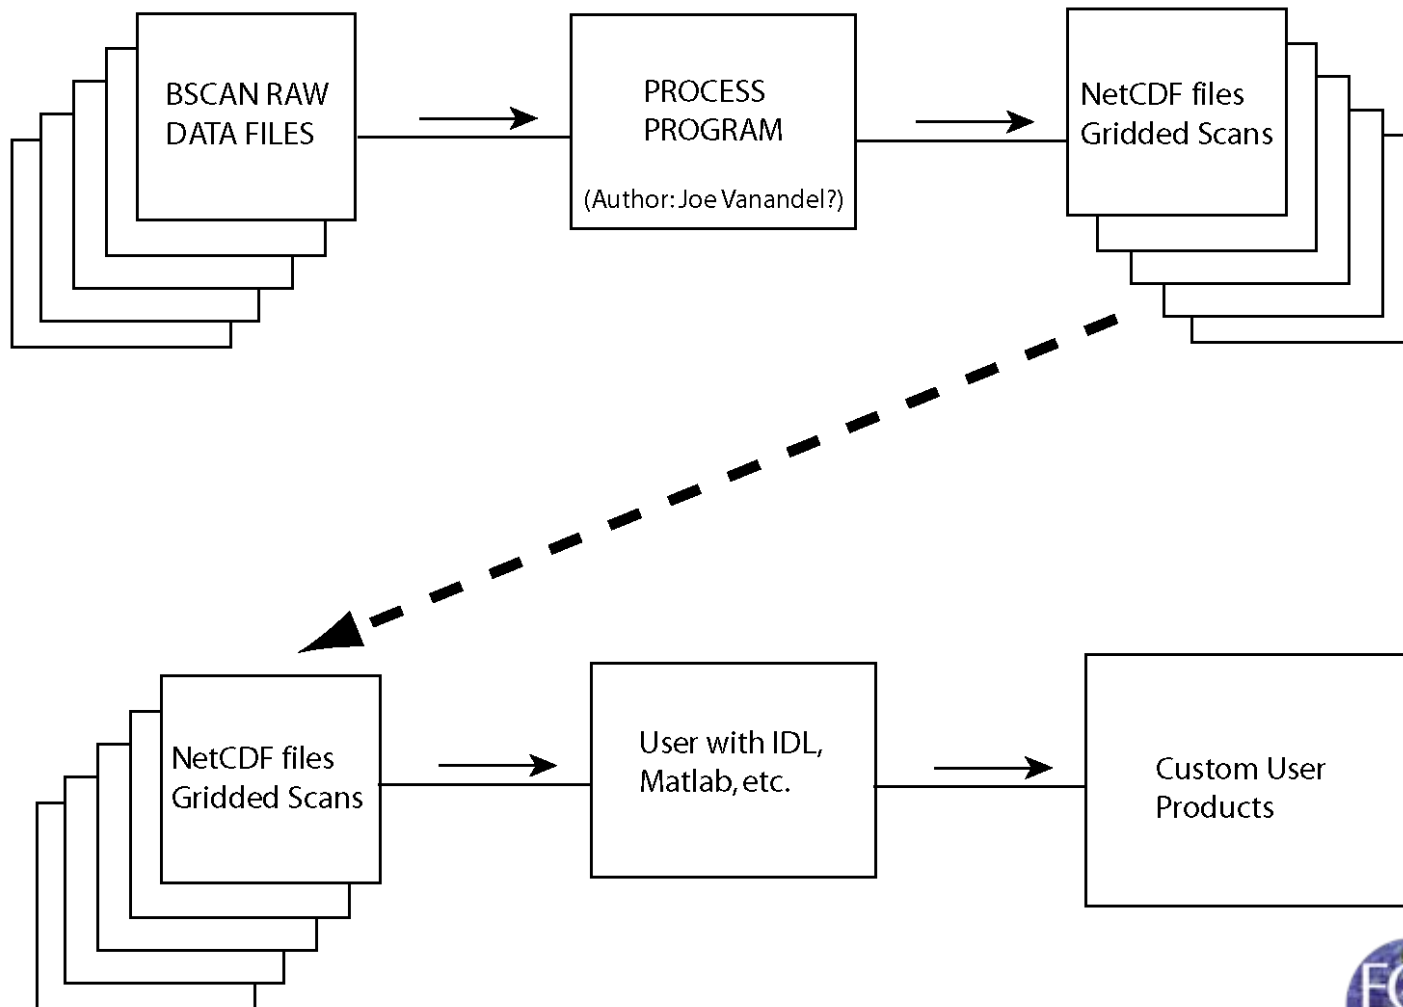 BSCAN RAW
DATA FILES
PROCESS
PROGRAM
(Author: Joe Vanandel?)
NetCDF files
Gridded Scans
NetCDF files
Gridded Scans
User with IDL,
Matlab, etc.
Custom User
Products